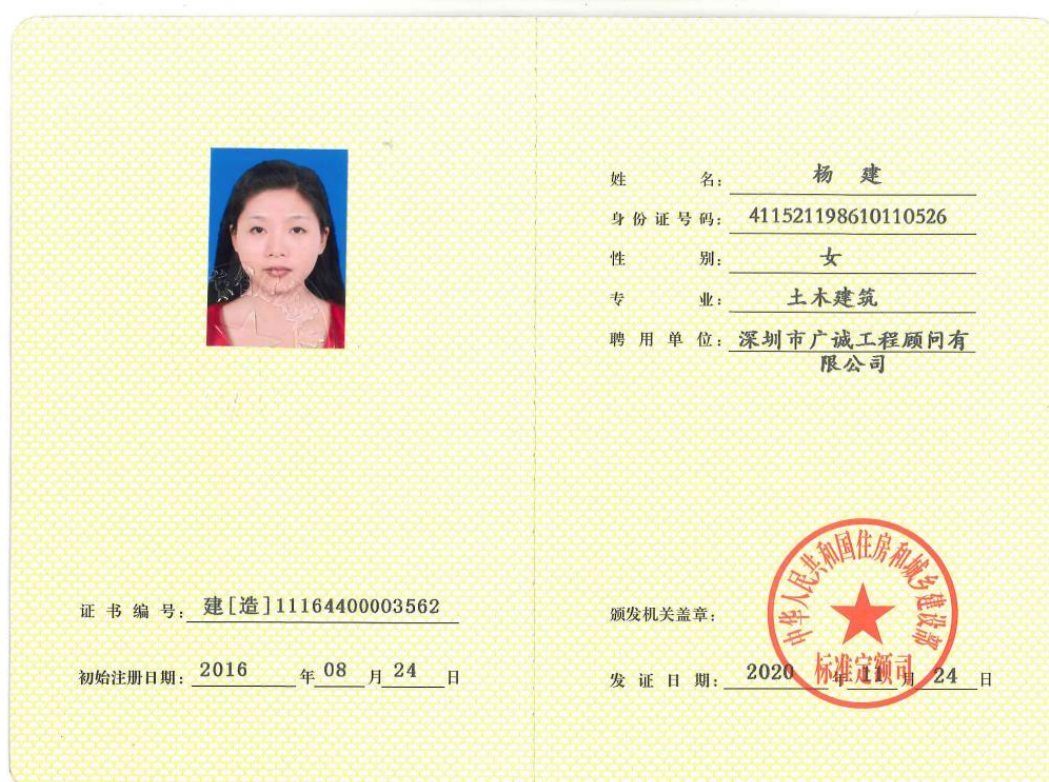 姓 名: 杨 建
身份证号码: 411521198610110526
性 别: 女
专 业: 土木建筑
聘用单位: 深圳市广诚工程顾问有
限公司
证书编号: 建[造]11164400003562
初始注册日期: 2016 年 08 月 24 日
颁发机关盖章:
中华人民共和国住房和城乡建设部
标准定额司
发证日期: 2020 年 11 月 24 日